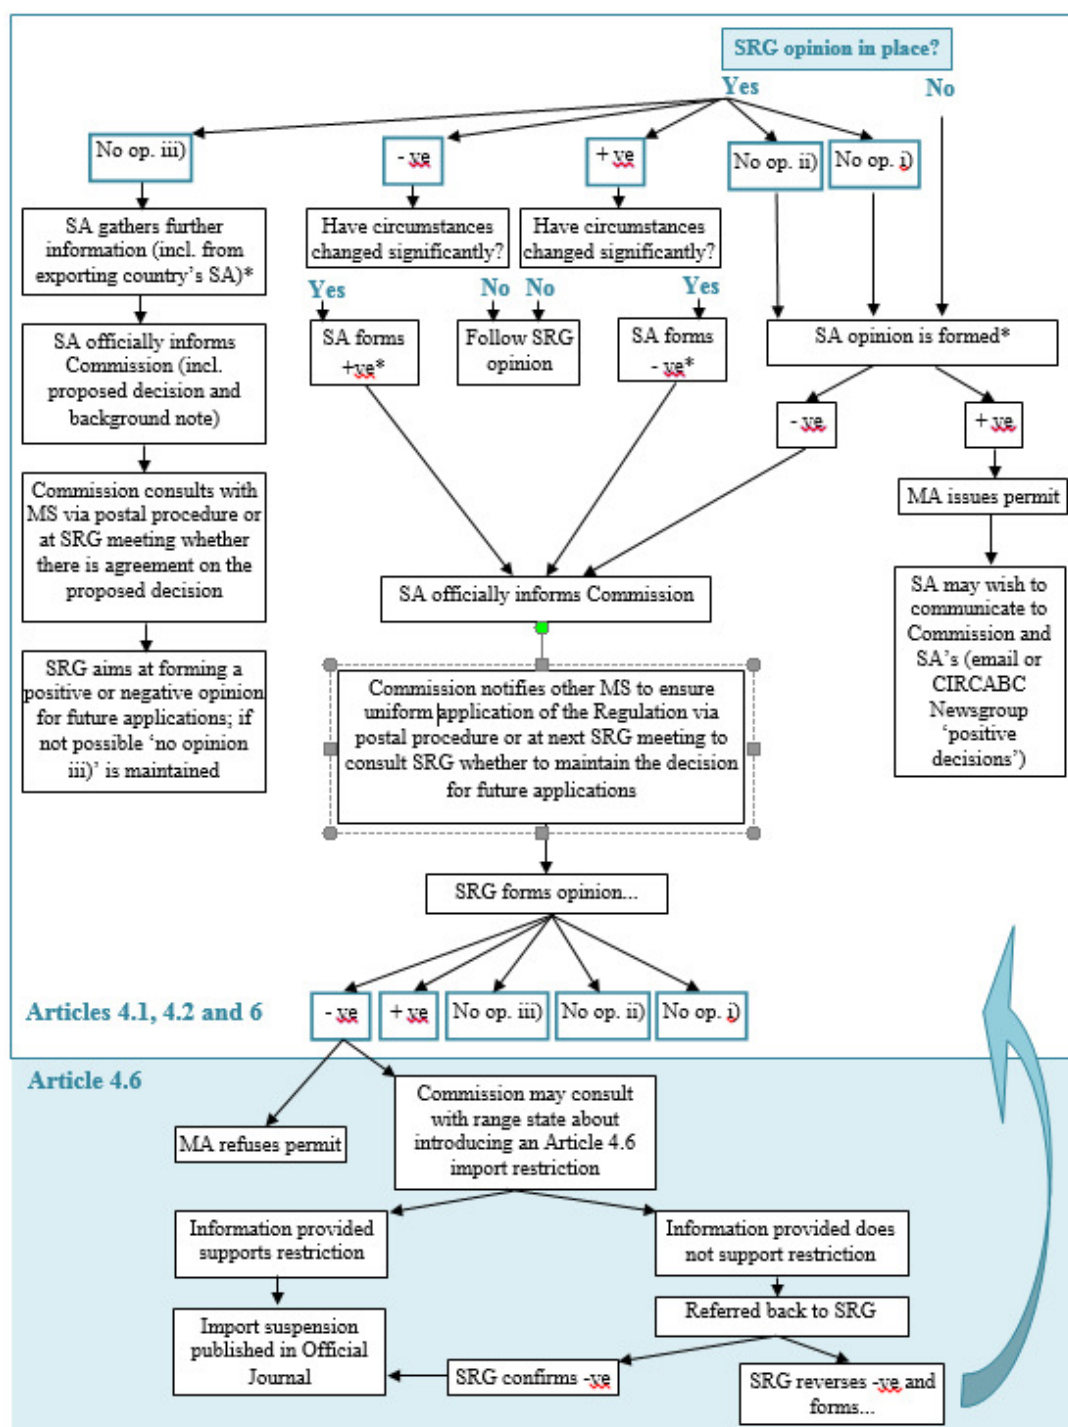 SRG opinion in place?
Yes
No
No op. iii)
- ve
+ ve
No op. ii)
No op. i)
SA gathers further
information (incl. from
exporting country's SA)*
Have circumstances
changed significantly?
Have circumstances
changed significantly?
Yes
No
No
Yes
SA officially informs
Commission (incl.
proposed decision and
background note)
SA forms
+ve*
Follow SRG
opinion
SA forms
- ve*
SA opinion is formed*
- ve
+ ve
Commission consults with
MS via postal procedure or
at SRG meeting whether
there is agreement on the
proposed decision
MA issues permit
SA officially informs Commission
SA may wish to
communicate to
Commission and
SA's (email or
CIRCABC
Newsgroup
'positive
decisions')
SRG aims at forming a
positive or negative opinion
for future applications; if
not possible 'no opinion
iii)' is maintained
Commission notifies other MS to ensure
uniform application of the Regulation via
postal procedure or at next SRG meeting to
consult SRG whether to maintain the decision
for future applications
SRG forms opinion...
Articles 4.1, 4.2 and 6
- ve
+ ve
No op. iii)
No op. ii)
No op. i)
Article 4.6
MA refuses permit
Commission may consult
with range state about
introducing an Article 4.6
import restriction
Information provided
supports restriction
Information provided does
not support restriction
Import suspension
published in Official
Journal
Referred back to SRG
SRG confirms -ve
SRG reverses -ve and
forms...